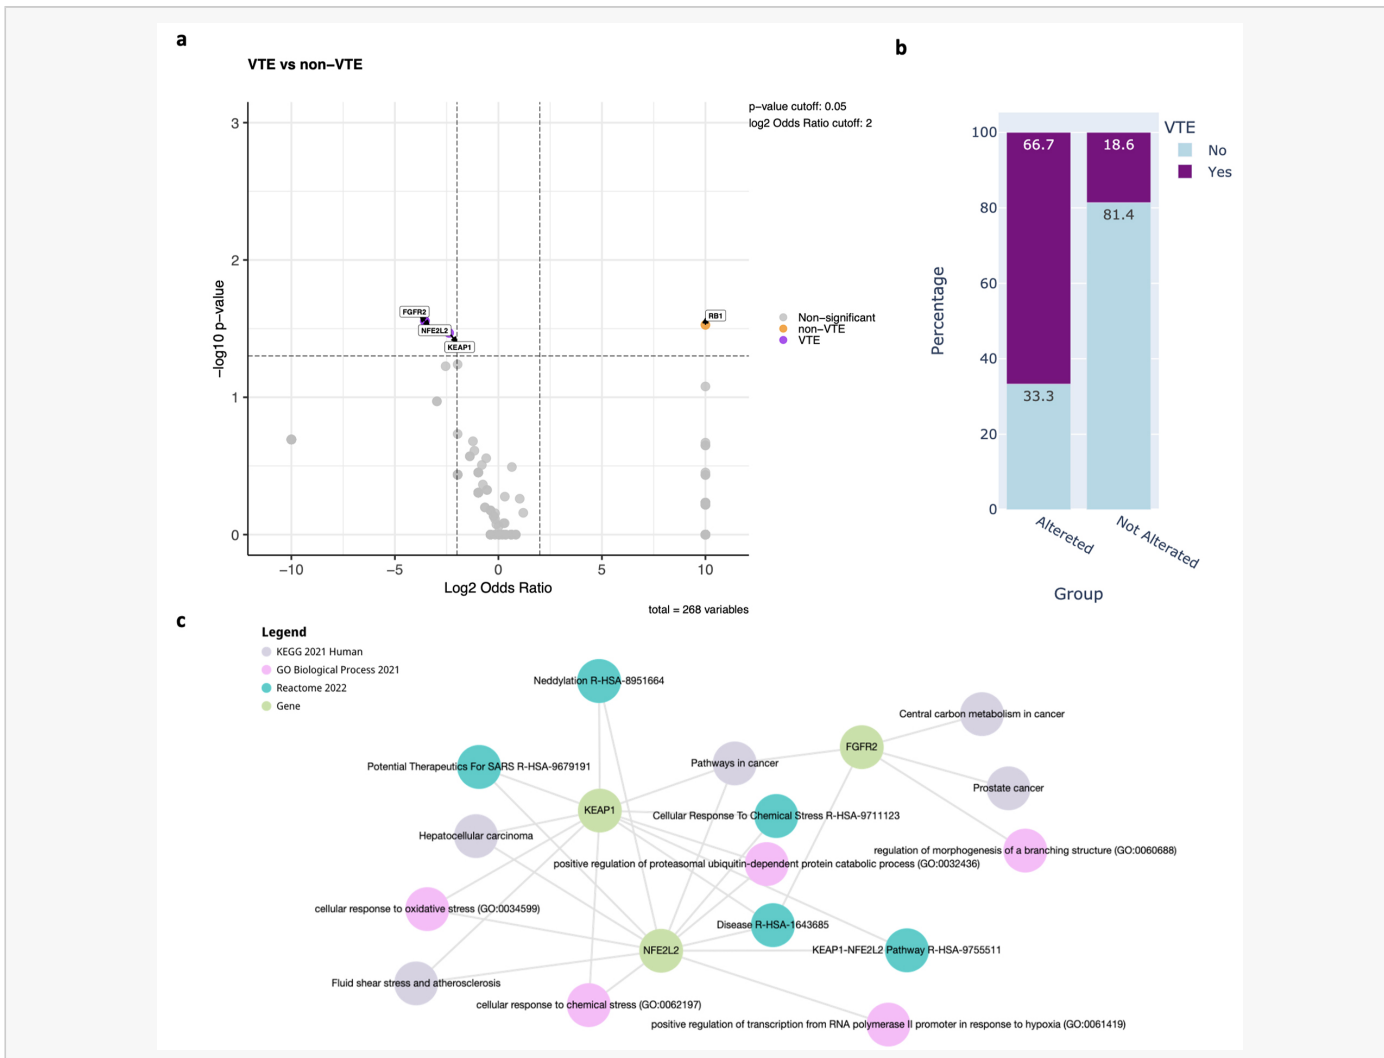 a
VTE vs non−VTE
p-value cutoff: 0.05
log2 Odds Ratio cutoff: 2
3
2
1
0
−log10 p-value
FGFR2
NFE2L2
KEAP1
RB1
Non-significant
non-VTE
VTE
−10
−5
0
5
10
Log2 Odds Ratio
total = 268 variables
b
VTE
No
Yes
100
80
60
40
20
0
Percentage
66.7
18.6
81.4
33.3
Altereted
Not Alterated
Group
c
Legend
KEGG 2021 Human
GO Biological Process 2021
Reactome 2022
Gene
Neddylation R-HSA-8951664
Central carbon metabolism in cancer
FGFR2
Pathways in cancer
Potential Therapeutics For SARS R-HSA-9679191
Prostate cancer
KEAP1
Cellular Response To Chemical Stress R-HSA-9711123
Hepatocellular carcinoma
regulation of morphogenesis of a branching structure (GO:0060688)
positive regulation of proteasomal ubiquitin-dependent protein catabolic process (GO:0032436)
cellular response to oxidative stress (GO:0034599)
Disease R-HSA-1643685
NFE2L2
KEAP1-NFE2L2 Pathway R-HSA-9755511
Fluid shear stress and atherosclerosis
cellular response to chemical stress (GO:0062197)
positive regulation of transcription from RNA polymerase II promoter in response to hypoxia (GO:0061419)